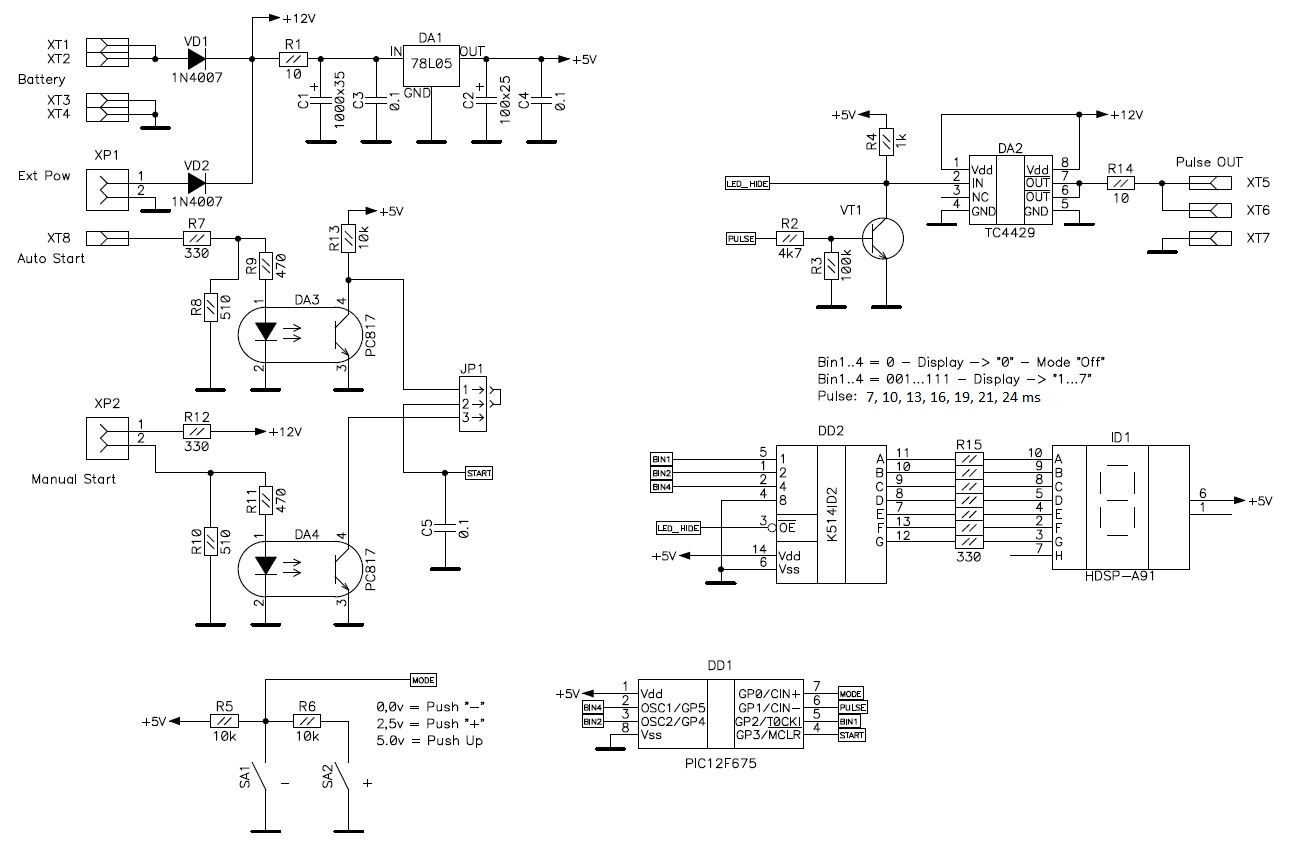 +12V
XT1
XT2
VD1
1N4007
R1
10
IN
DA1
78L05
OUT
GND
+5V
Battery
XT3
XT4
C1
+
1000x35
C3
0.1
C2
+
100x25
C4
0.1
XP1
Ext Pow
1
2
VD2
1N4007
XT8
Auto Start
R7
330
R9
470
R8
510
R13
10k
+5V
1
2
DA3
4
3
PC817
JP1
1
2
3
XP2
1
2
Manual Start
R12
330
+12V
R11
470
R10
510
1
2
DA4
4
3
PC817
START
C5
0.1
MODE
+5V
R5
10k
R6
10k
0,0v = Push "-"
2,5v = Push "+"
5.0v = Push Up
SA1
-
SA2
+
+5V
R4
1k
+12V
LED_HIDE
PULSE
R2
4k7
R3
100k
VT1
DA2
1
Vdd
2
IN
3
NC
4
GND
8
Vdd
7
OUT
6
OUT
5
GND
TC4429
R14
10
Pulse OUT
XT5
XT6
XT7
Bin1..4 = 0 - Display -> "0" - Mode "Off"
Bin1..4 = 001...111 - Display -> "1...7"
Pulse: 7, 10, 13, 16, 19, 21, 24 ms
DD2
BIN1
5
1
BIN2
1
2
BIN4
2
4
4
8
LED_HIDE
3
OE
+5V
14
Vdd
6
Vss
K514ID2
A
11
B
10
C
9
D
8
E
7
F
13
G
12
R15
330
ID1
10
A
9
B
8
C
5
D
4
E
2
F
3
G
7
H
6
1
+5V
HDSP-A91
DD1
+5V
1
Vdd
BIN4
2
OSC1/GP5
BIN2
3
OSC2/GP4
8
Vss
GP0/CIN+
7
MODE
GP1/CIN-
6
PULSE
GP2/T0CKI
5
BIN1
GP3/MCLR
4
START
PIC12F675